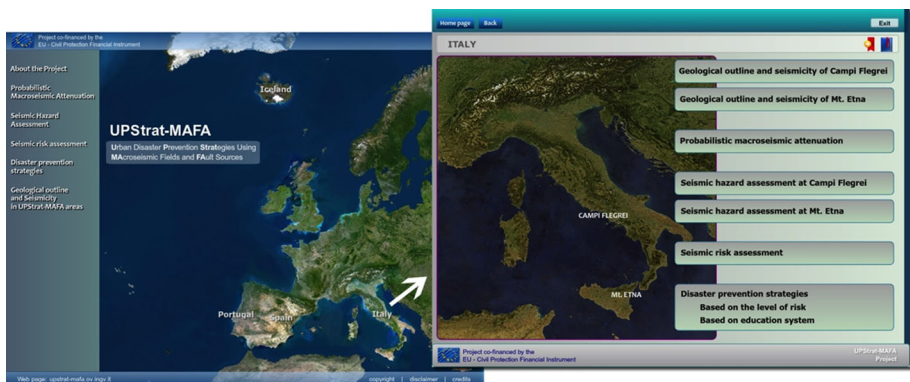 Project co-financed by the
EU - Civil Protection Financial Instrument
About the Project
Probabilistic
Macroseismic Attenuation
Seismic Hazard
Assessment
Seismic risk assessment
Disaster prevention
strategies
Geological outline
and Seismicity
in UPStrat-MAFA areas
UPStrat-MAFA
Urban Disaster Prevention Strategies Using
MAcroseismic Fields and FAult Sources
Iceland
Portugal
Spain
Italy
Web page: upstrat-mafa.ov.ingv.it
copyright | disclaimer | credits
Home page Back Exit
ITALY
CAMPI FLEGREI
Mt. ETNA
Geological outline and seismicity of Campi Flegrei
Geological outline and seismicity of Mt. Etna
Probabilistic macroseismic attenuation
Seismic hazard assessment at Campi Flegrei
Seismic hazard assessment at Mt. Etna
Seismic risk assessment
Disaster prevention strategies
Based on the level of risk
Based on education system
Project co-financed by the
EU - Civil Protection Financial Instrument
UPStrat-MAFA
Project